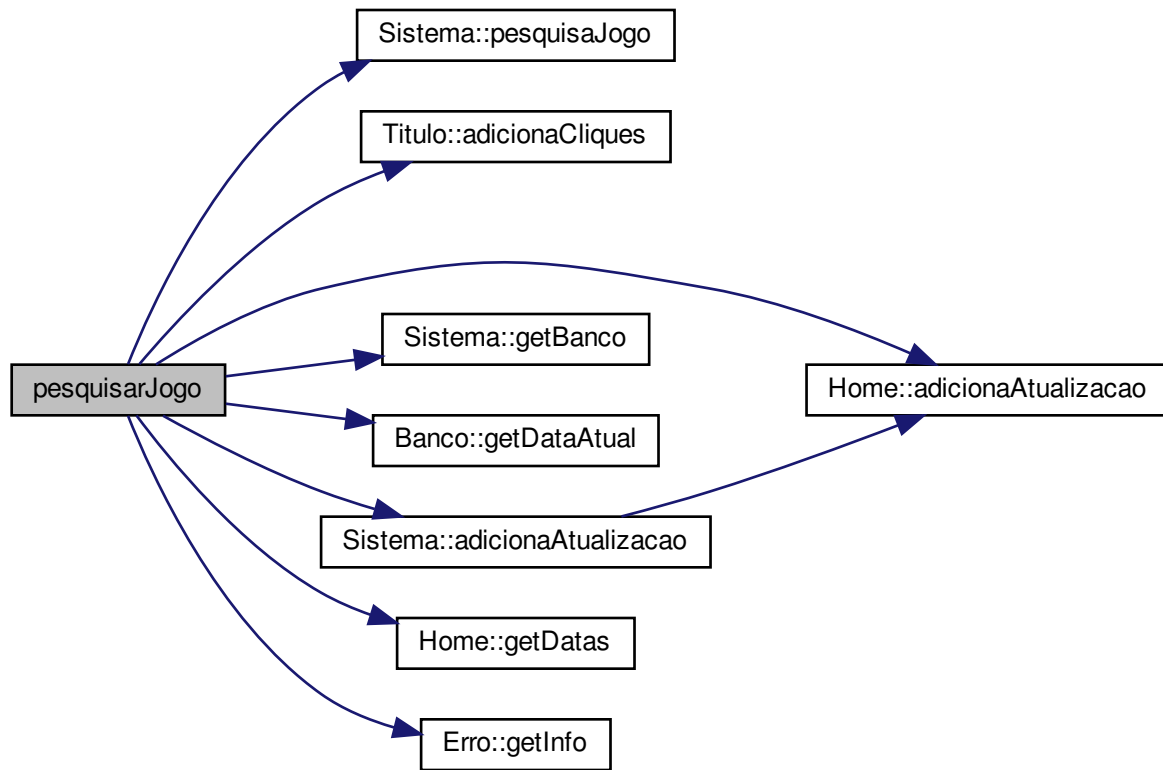 Sistema::pesquisaJogo
Titulo::adicionaCliques
Sistema::getBanco
pesquisarJogo
Home::adicionaAtualizacao
Banco::getDataAtual
Sistema::adicionaAtualizacao
Home::getDatas
Erro::getInfo